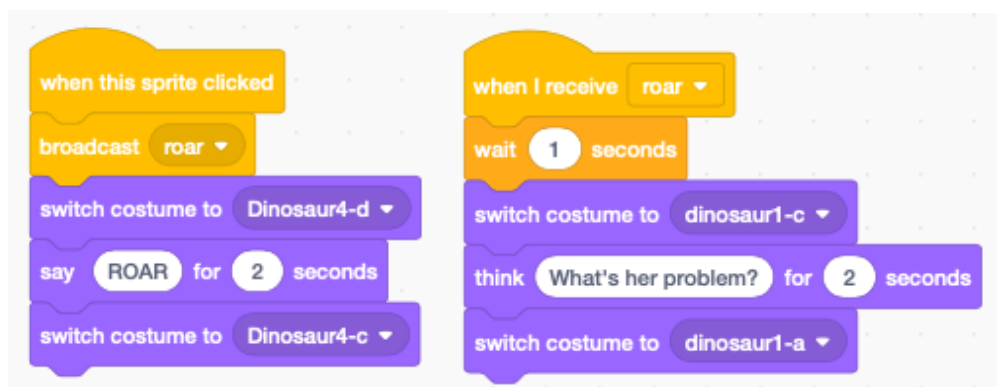 when this sprite clicked
broadcast roar
switch costume to Dinosaur4-d
say ROAR for 2 seconds
switch costume to Dinosaur4-c
when I receive roar
wait 1 seconds
switch costume to dinosaur1-c
think What's her problem? for 2 seconds
switch costume to dinosaur1-a